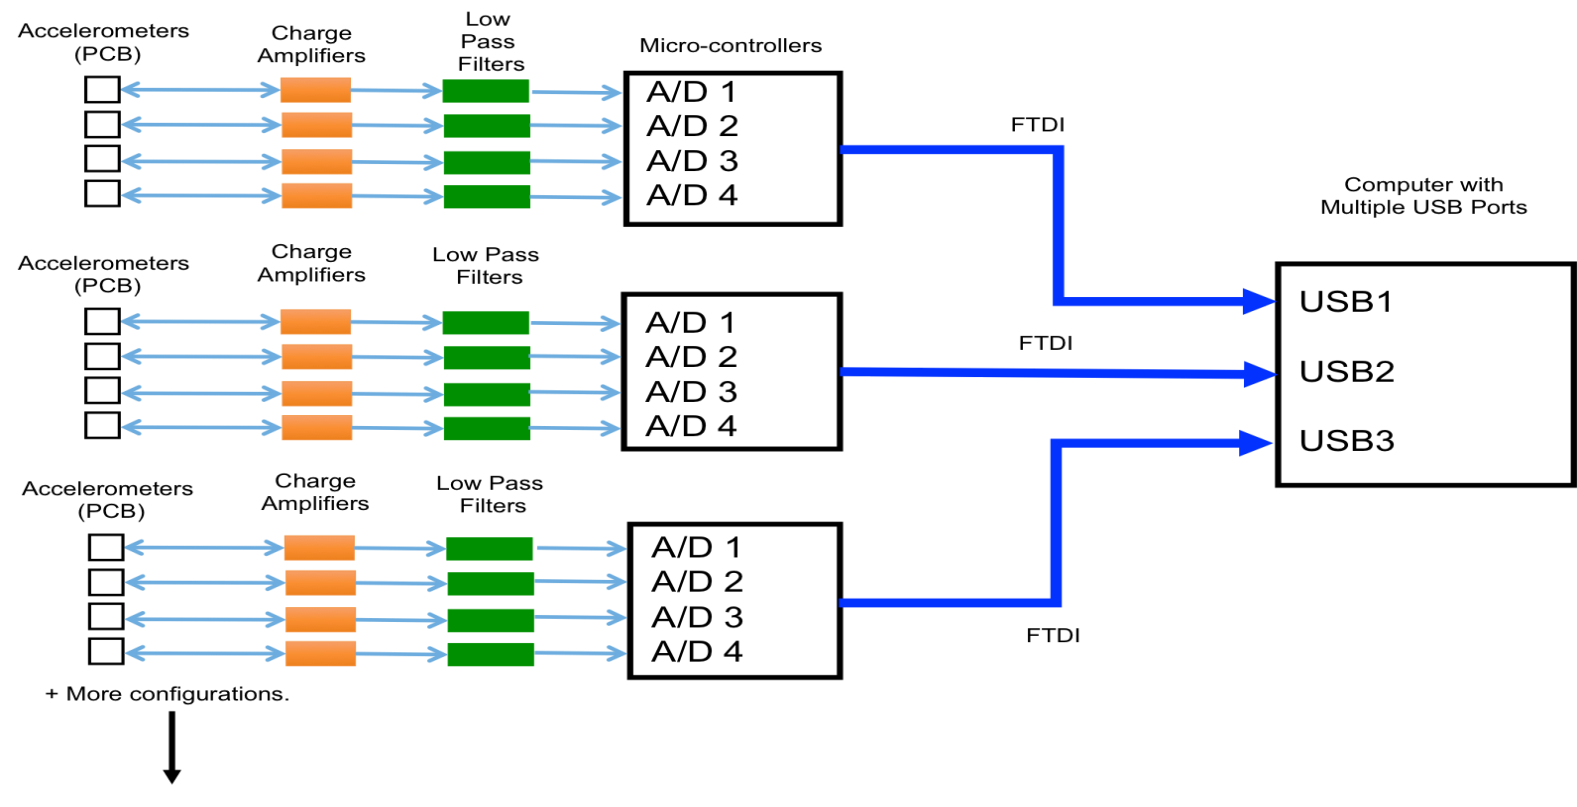 Accelerometers
(PCB)
Charge
Amplifiers
Low
Pass
Filters
Micro-controllers
A/D 1
A/D 2
A/D 3
A/D 4
FTDI
Computer with
Multiple USB Ports
Accelerometers
(PCB)
Charge
Amplifiers
Low Pass
Filters
A/D 1
A/D 2
A/D 3
A/D 4
FTDI
USB1
USB2
USB3
Accelerometers
(PCB)
Charge
Amplifiers
Low Pass
Filters
A/D 1
A/D 2
A/D 3
A/D 4
FTDI
+ More configurations.